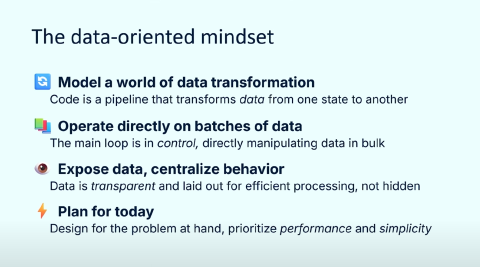 The data-oriented mindset
Model a world of data transformation
Code is a pipeline that transforms data from one state to another
Operate directly on batches of data
The main loop is in control, directly manipulating data in bulk
Expose data, centralize behavior
Data is transparent and laid out for efficient processing, not hidden
Plan for today
Design for the problem at hand, prioritize performance and simplicity